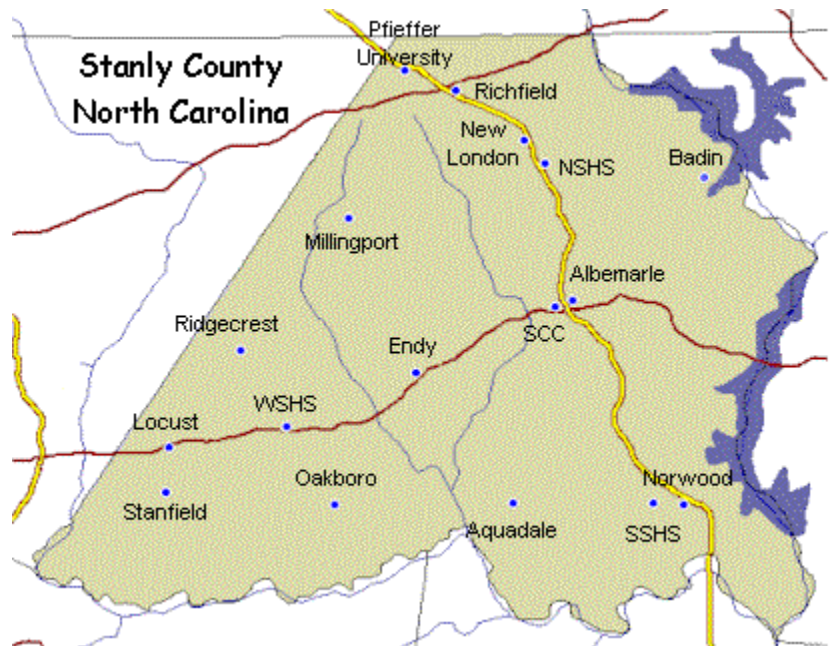 Pfieffer
University
Stanly County
North Carolina
Richfield
New
London
NSHS
Badin
Millingport
Albemarle
SCC
Ridgecrest
Endy
WSHS
Locust
Oakboro
Norwood
Stanfield
Aquadale
SSHS